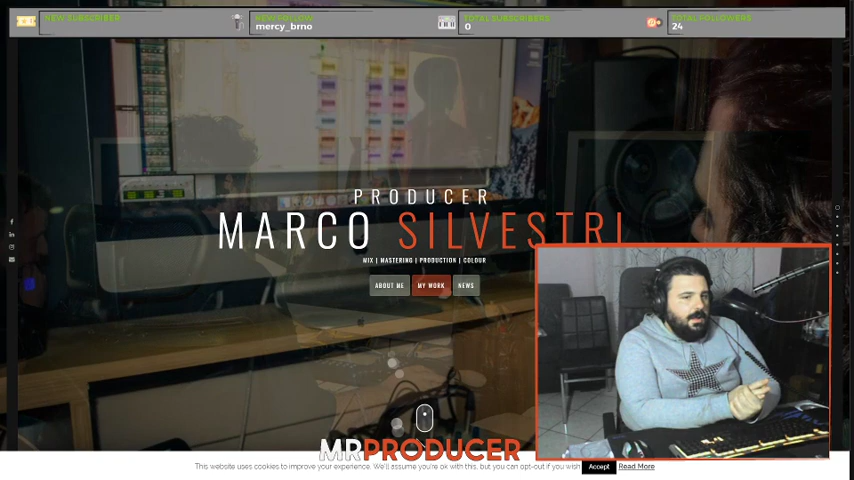 NEW SUBSCRIBER
NEW FOLLOW
mercy_brno
TOTAL SUBSCRIBERS
0
TOTAL FOLLOWERS
24
PRODUCER
MARCO SILVESTRI
MIX | MASTERING | PRODUCTION | COLOUR
ABOUT ME
MY WORK
NEWS
MRPRODUCER
This website uses cookies to improve your experience. We'll assume you're ok with this, but you can opt-out if you wish.
Accept
Read More